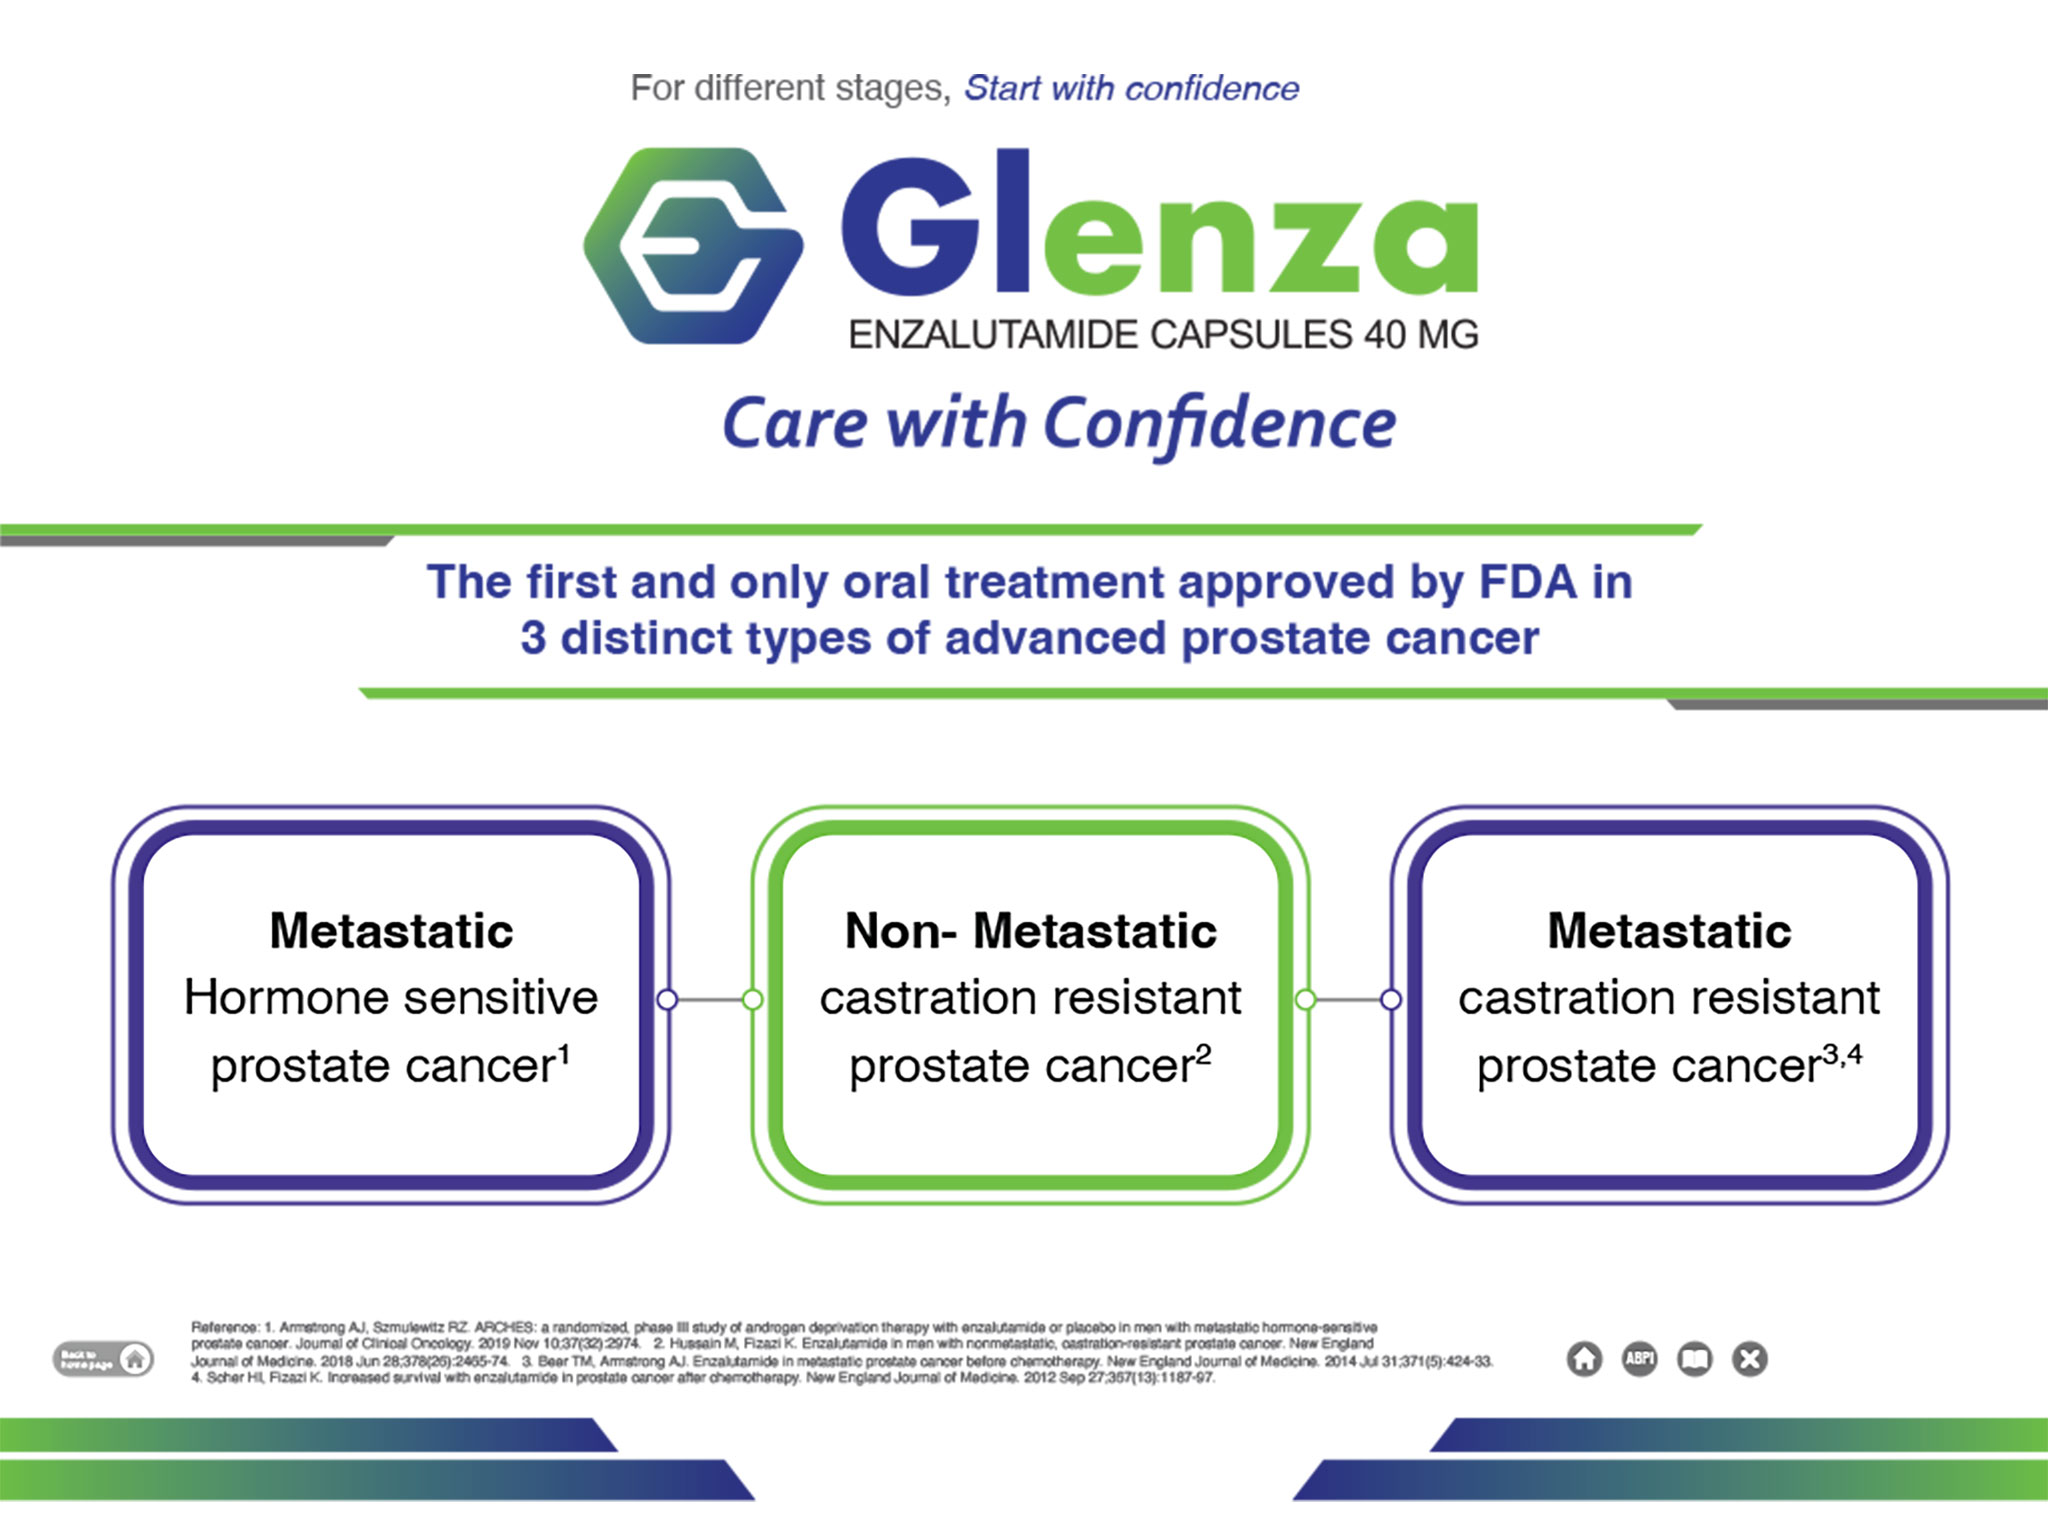 For different stages, Start with confidence
Glenza
ENZALUTAMIDE CAPSULES 40 MG
Care with Confidence
The first and only oral treatment approved by FDA in
3 distinct types of advanced prostate cancer
Metastatic
Hormone sensitive
prostate cancer¹
Non- Metastatic
castration resistant
prostate cancer²
Metastatic
castration resistant
prostate cancer³,⁴
Back to
home page
Reference: 1. Armstrong AJ, Szmulewitz RZ. ARCHES: a randomized, phase III study of androgen deprivation therapy with enzalutamide or placebo in men with metastatic hormone-sensitive
prostate cancer. Journal of Clinical Oncology. 2019 Nov 10;37(32):2974. 2. Hussain M, Fizazi K. Enzalutamide in men with nonmetastatic, castration-resistant prostate cancer. New England
Journal of Medicine. 2018 Jun 28;378(26):2465-74. 3. Beer TM, Armstrong AJ. Enzalutamide in metastatic prostate cancer before chemotherapy. New England Journal of Medicine. 2014 Jul 31;371(5):424-33.
4. Scher HI, Fizazi K. Increased survival with enzalutamide in prostate cancer after chemotherapy. New England Journal of Medicine. 2012 Sep 27;367(13):1187-97.
ABPI